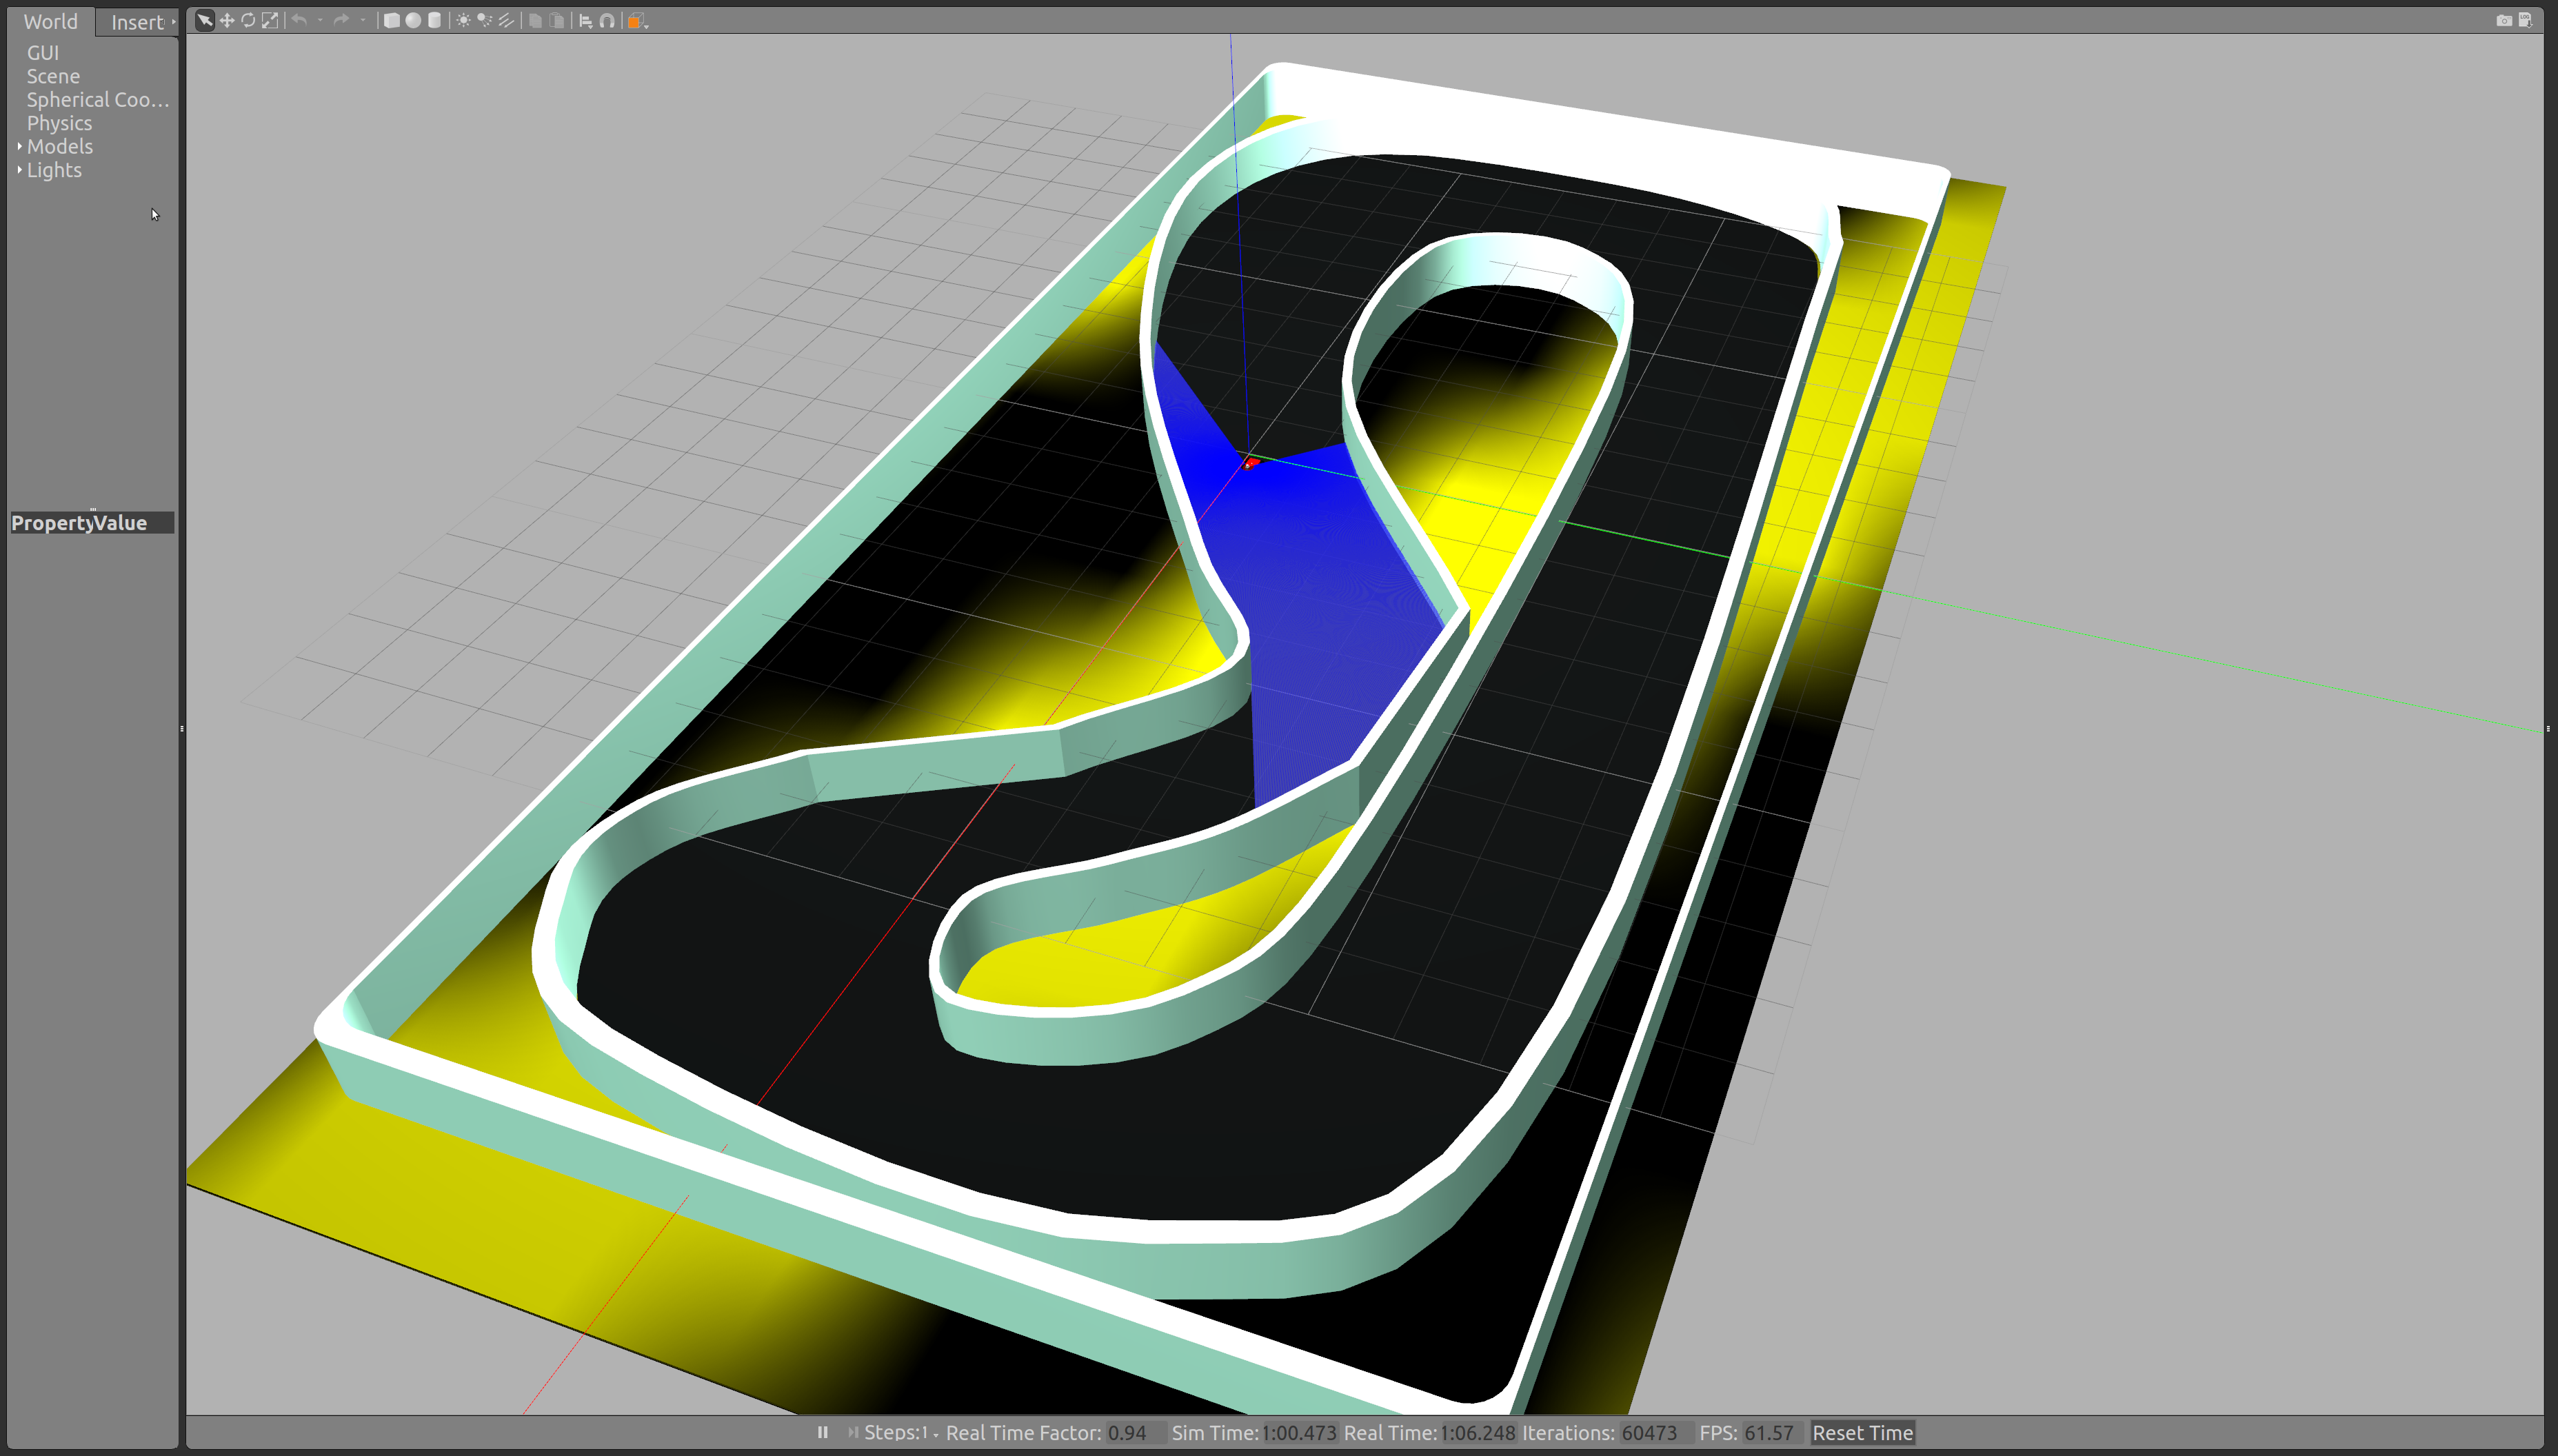 World Insert
GUI
Scene
Spherical Coo...
Physics
Models
Lights
Property Value
Steps: 1 Real Time Factor: 0.94 Sim Time: 1:00.473 Real Time: 1:06.248 Iterations: 60473 FPS: 61.57 Reset Time